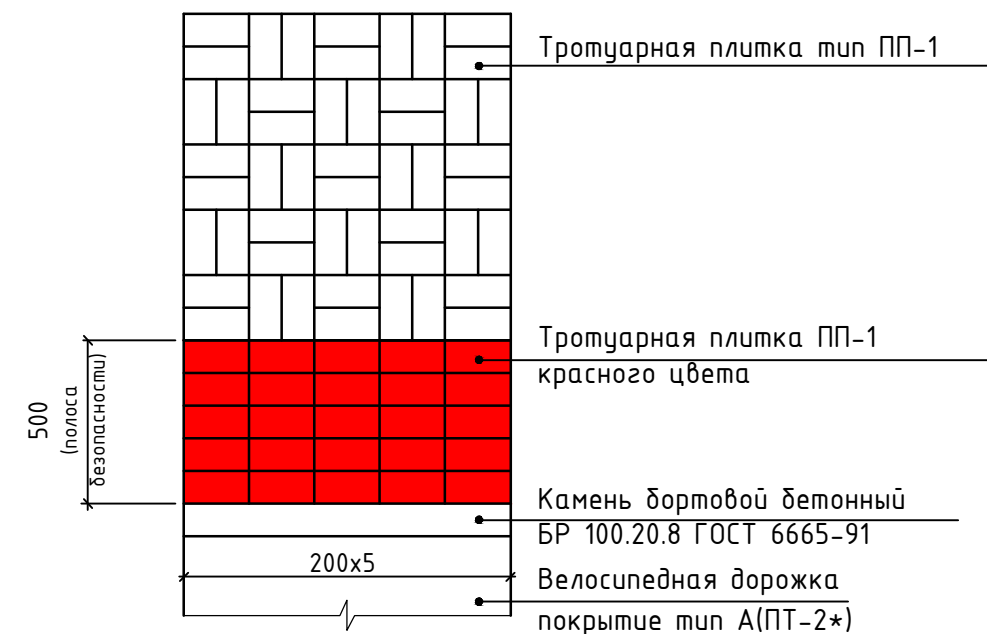 Тротуарная плитка тип ПП-1
Тротуарная плитка ПП-1
красного цвета
500
(полоса
безопасности)
Камень бортовой бетонный
БР 100.20.8 ГОСТ 6665-91
200х5
Велосипедная дорожка
покрытие тип А(ПТ-2*)